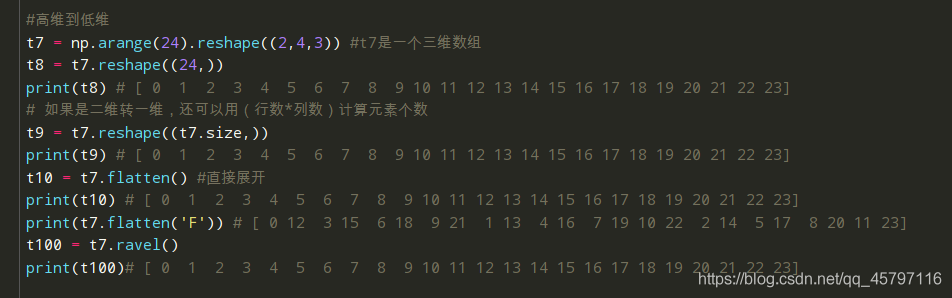 #高维到低维
t7 = np.arange(24).reshape((2,4,3)) #t7是一个三维数组
t8 = t7.reshape((24,))
print(t8) # [ 0  1  2  3  4  5  6  7  8  9 10 11 12 13 14 15 16 17 18 19 20 21 22 23]
# 如果是二维转一维，还可以用（行数*列数）计算元素个数
t9 = t7.reshape((t7.size,))
print(t9) # [ 0  1  2  3  4  5  6  7  8  9 10 11 12 13 14 15 16 17 18 19 20 21 22 23]
t10 = t7.flatten() #直接展开
print(t10) # [ 0  1  2  3  4  5  6  7  8  9 10 11 12 13 14 15 16 17 18 19 20 21 22 23]
print(t7.flatten('F')) # [ 0 12  3 15  6 18  9 21  1 13  4 16  7 19 10 22  2 14  5 17  8 20 11 23]
t100 = t7.ravel()
print(t100)# [ 0  1  2  3  4  5  6  7  8  9 10 11 12 13 14 15 16 17 18 19 20 21 22 23]
https://blog.csdn.net/qq_45797116